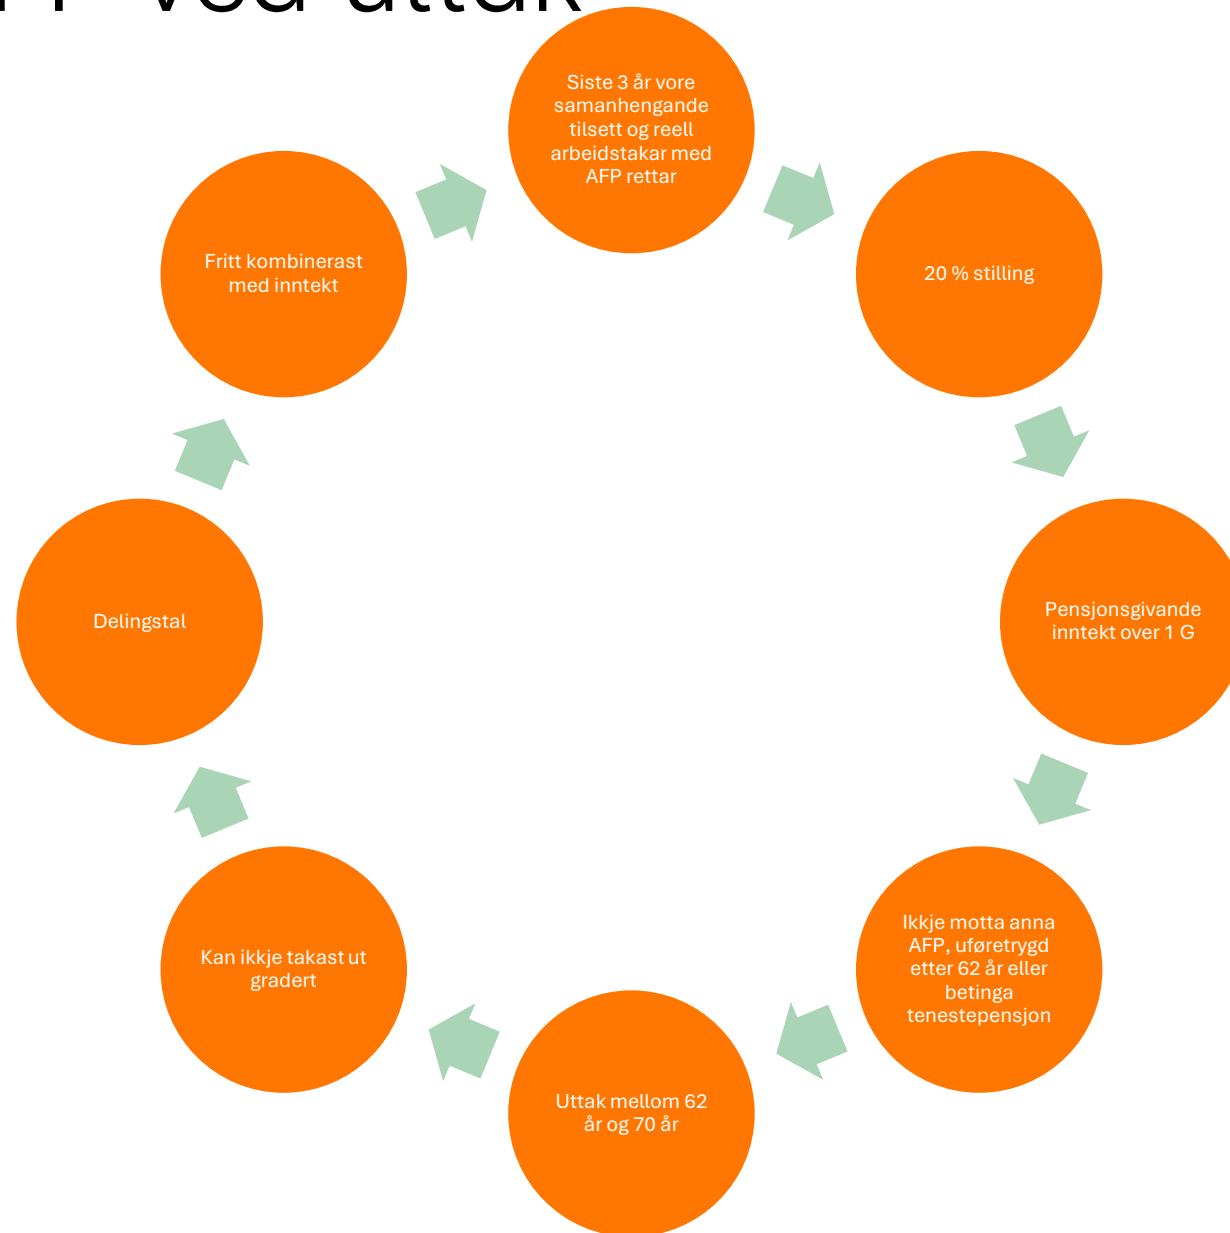 ved uttak
Siste 3 år vore
samanhengande
tilsett og reell
arbeidstakar med
AFP rettar
20 % stilling
Pensjonsgivande
inntekt over 1 G
Ikkje motta anna
AFP, uføretrygd
etter 62 år eller
betinga
tenestepensjon
Uttak mellom 62
år og 70 år
Kan ikkje takast ut
gradert
Delingstal
Fritt kombinerast
med inntekt